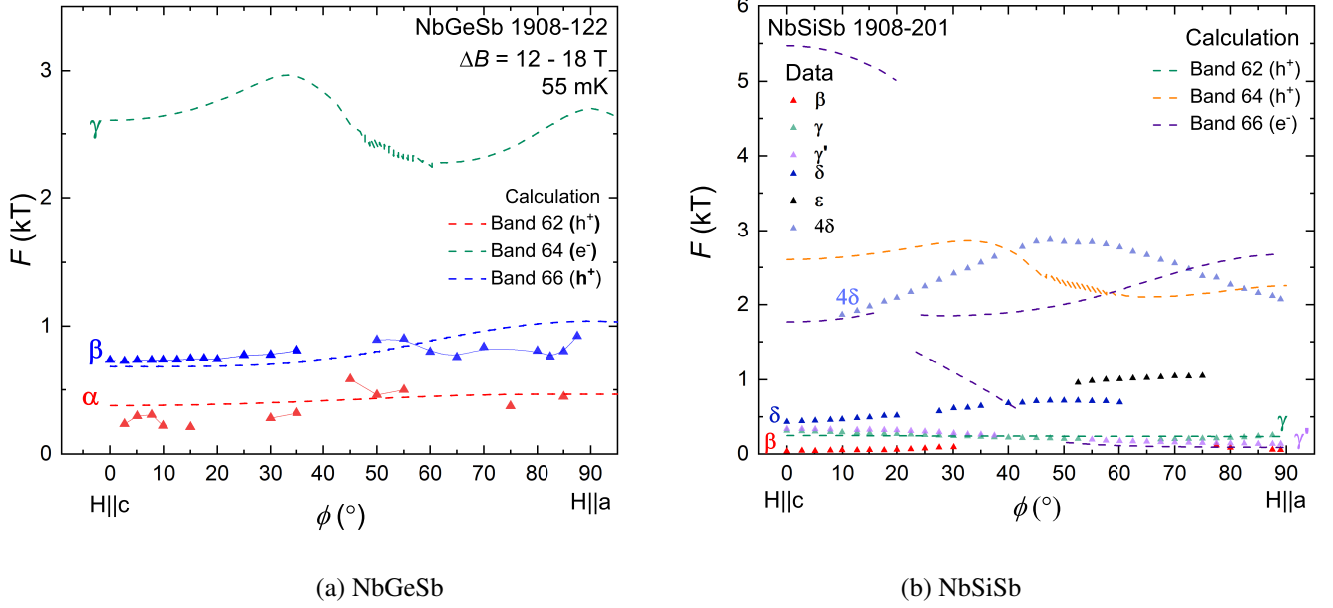 NbGeSb 1908-122
ΔB = 12 - 18 T
55 mK
γ
β
α
Calculation
Band 62 (h⁺)
Band 64 (e⁻)
Band 66 (h⁺)
F (kT)
3
2
1
0
0 10 20 30 40 50 60 70 80 90
H||c
ϕ (°)
H||a
(a) NbGeSb
NbSiSb 1908-201
Data
β
γ
γ'
δ
ε
4δ
Calculation
Band 62 (h⁺)
Band 64 (h⁺)
Band 66 (e⁻)
F (kT)
6
5
4
3
2
1
0
4δ
δ
β
γ
γ'
0 10 20 30 40 50 60 70 80 90
H||c
ϕ (°)
H||a
(b) NbSiSb